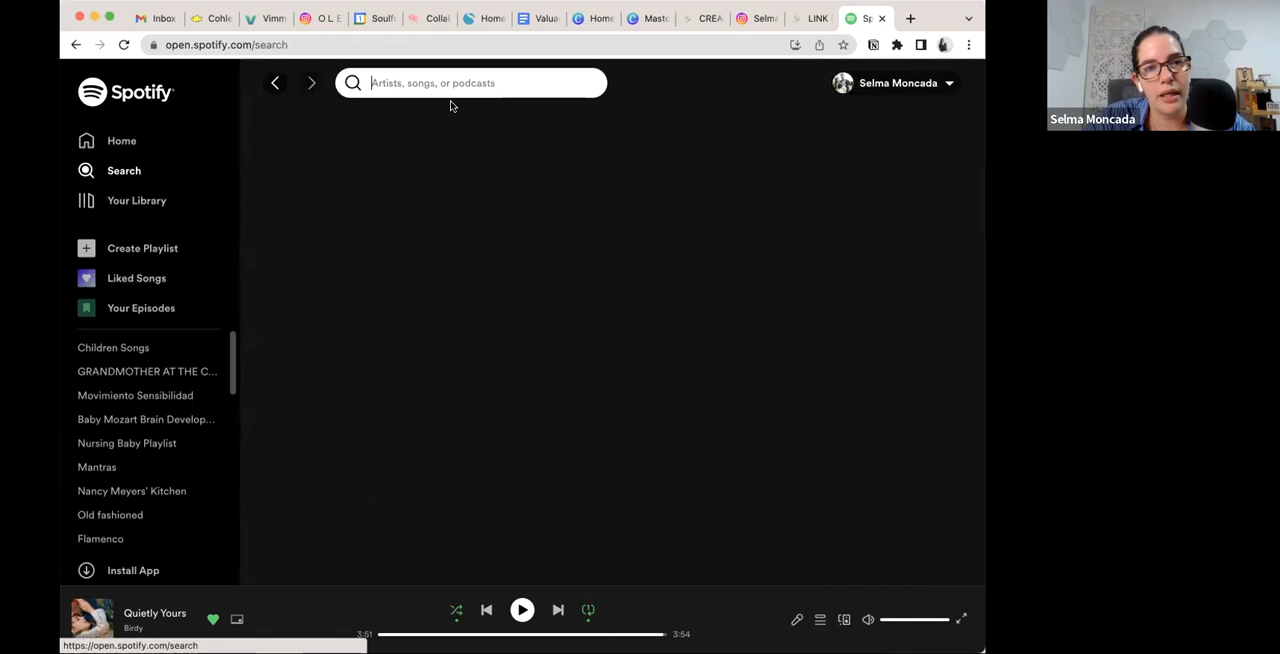 Inbox
Cohle
Vimm
O L E
Soulf
Colla
Home
Valua
Home
Maste
CREA
Selma
LINK
Sp
open.spotify.com/search
Spotify
Artists, songs, or podcasts
Selma Moncada
Selma Moncada
Home
Search
Your Library
Create Playlist
Liked Songs
Your Episodes
Children Songs
GRANDMOTHER AT THE C...
Movimiento Sensibilidad
Baby Mozart Brain Develop...
Nursing Baby Playlist
Mantras
Nancy Meyers' Kitchen
Old fashioned
Flamenco
Install App
Quietly Yours
Birdy
3:51
3:54
https://open.spotify.com/search